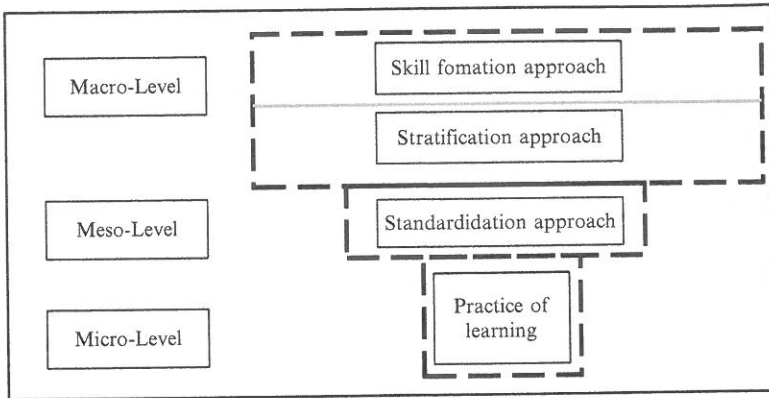 Macro-Level
Skill fomation approach
Stratification approach
Meso-Level
Standardidation approach
Micro-Level
Practice of
learning